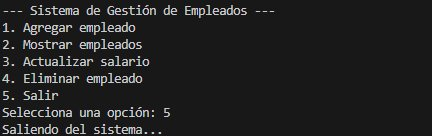 --- Sistema de Gestión de Empleados ---
1. Agregar empleado
2. Mostrar empleados
3. Actualizar salario
4. Eliminar empleado
5. Salir
Selecciona una opción: 5
Saliendo del sistema...